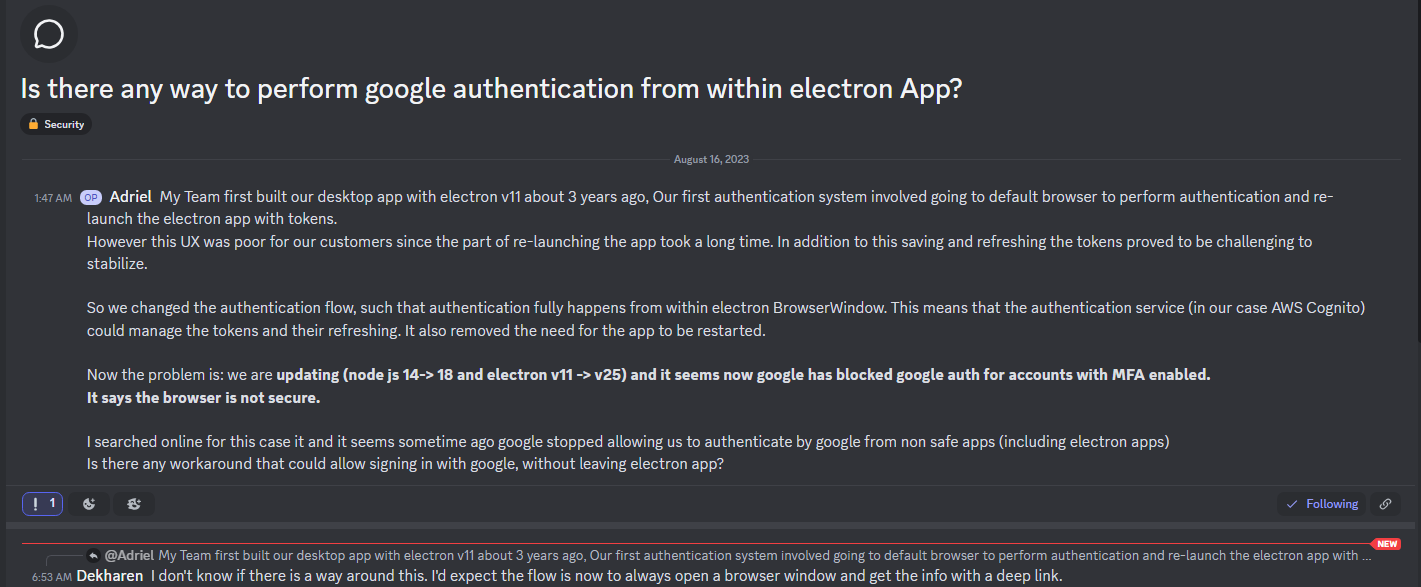 Is there any way to perform google authentication from within electron App?
Security
August 16, 2023
1:47 AM OP Adriel My Team first built our desktop app with electron v11 about 3 years ago, Our first authentication system involved going to default browser to perform authentication and re-
launch the electron app with tokens.
However this UX was poor for our customers since the part of re-launching the app took a long time. In addition to this saving and refreshing the tokens proved to be challenging to
stabilize.
So we changed the authentication flow, such that authentication fully happens from within electron BrowserWindow. This means that the authentication service (in our case AWS Cognito)
could manage the tokens and their refreshing. It also removed the need for the app to be restarted.
Now the problem is: we are updating (node js 14-> 18 and electron v11 -> v25) and it seems now google has blocked google auth for accounts with MFA enabled.
It says the browser is not secure.
I searched online for this case it and it seems sometime ago google stopped allowing us to authenticate by google from non safe apps (including electron apps)
Is there any workaround that could allow signing in with google, without leaving electron app?
1
Following
NEW
@Adriel My Team first built our desktop app with electron v11 about 3 years ago, Our first authentication system involved going to default browser to perform authentication and re-launch the electron app with ...
6:53 AM Dekharen I don't know if there is a way around this. I'd expect the flow is now to always open a browser window and get the info with a deep link.